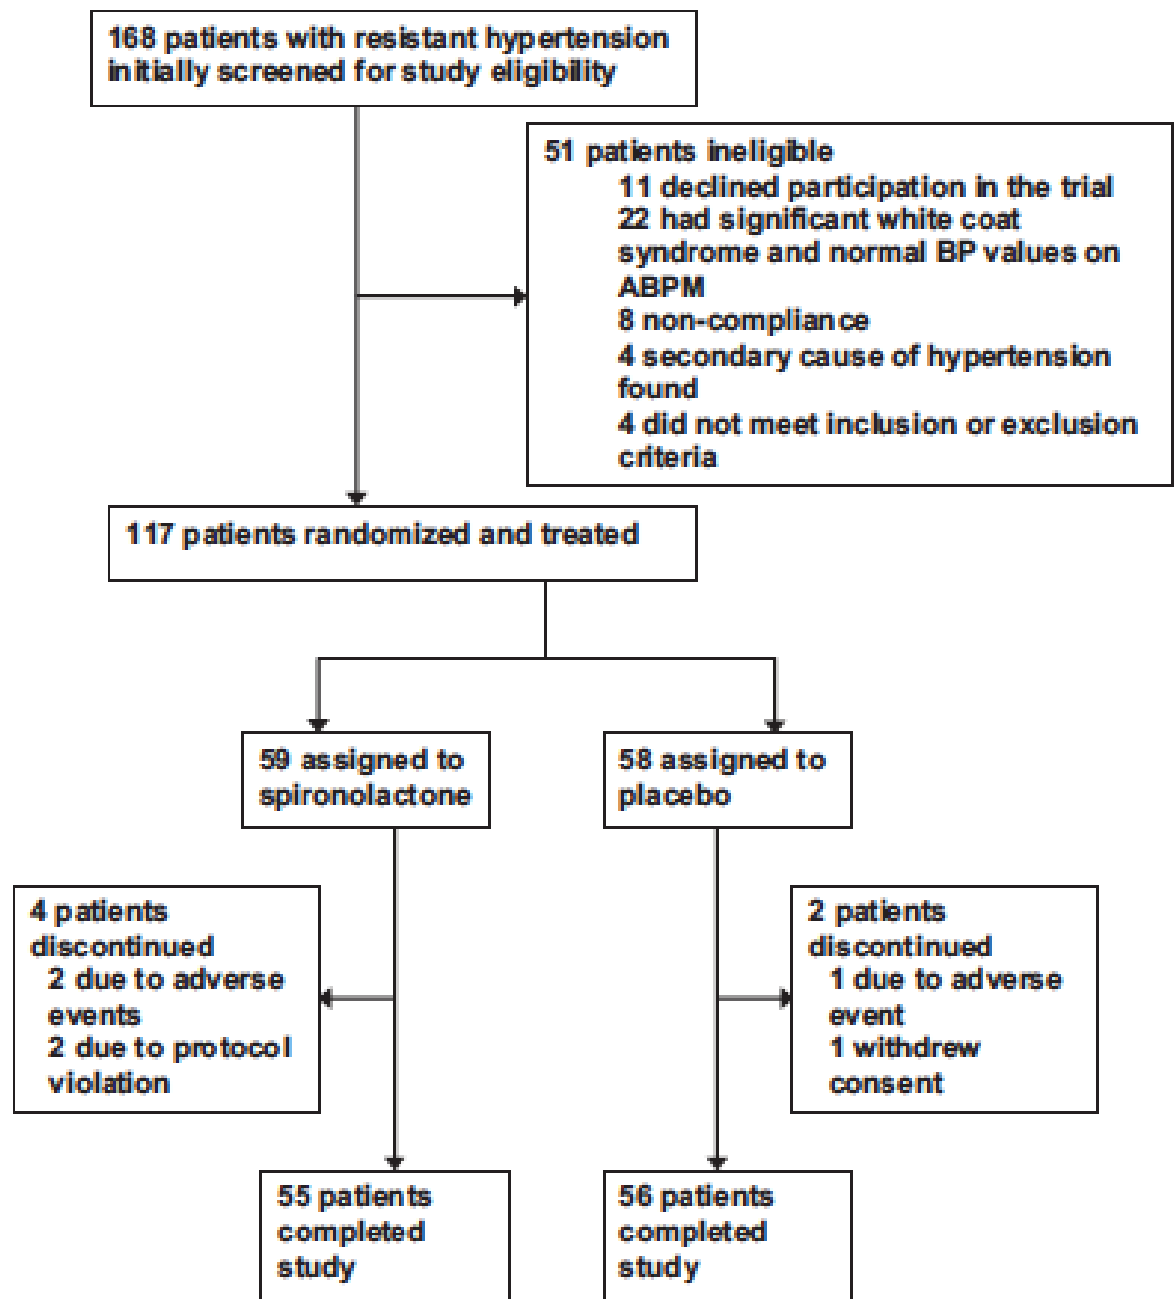 168 patients with resistant hypertension
initially screened for study eligibility
51 patients ineligible
11 declined participation in the trial
22 had significant white coat
syndrome and normal BP values on
ABPM
8 non-compliance
4 secondary cause of hypertension
found
4 did not meet inclusion or exclusion
criteria
117 patients randomized and treated
59 assigned to
spironolactone
58 assigned to
placebo
4 patients
discontinued
2 due to adverse
events
2 due to protocol
violation
2 patients
discontinued
1 due to adverse
event
1 withdrew
consent
55 patients
completed
study
56 patients
completed
study